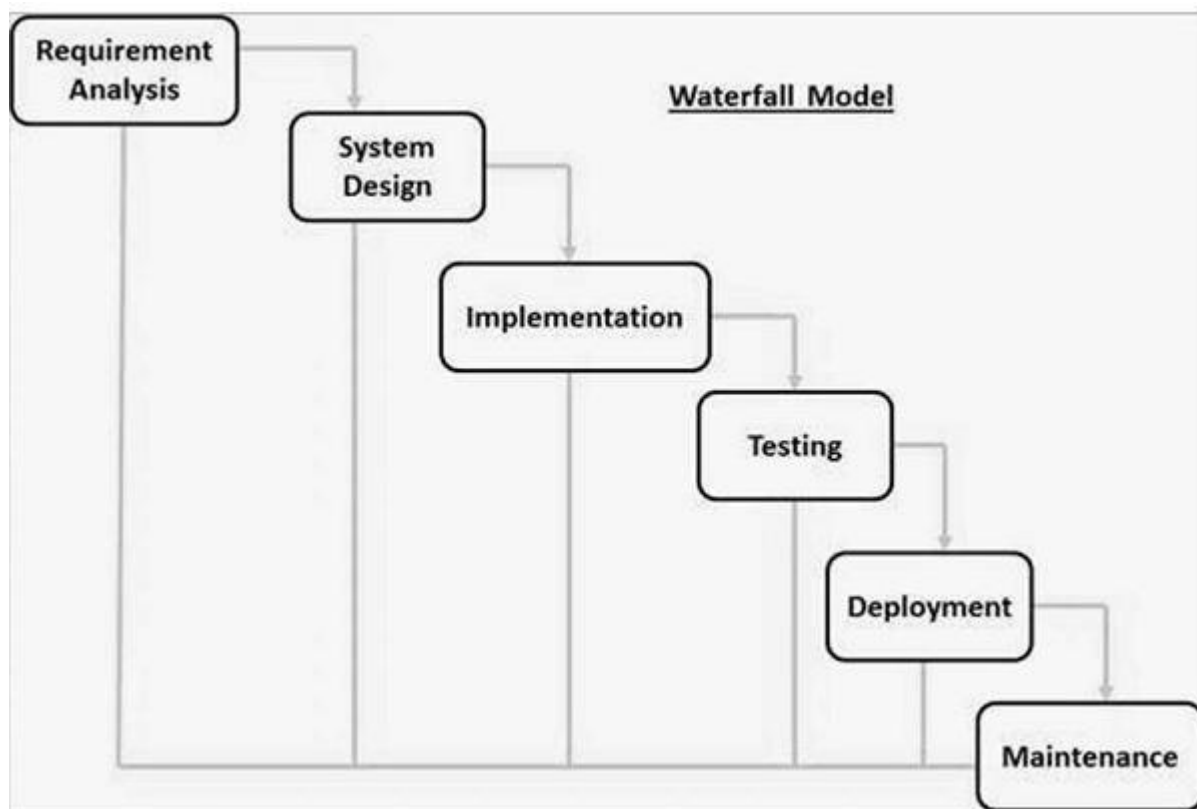 Requirement
Analysis
Waterfall Model
System
Design
Implementation
Testing
Deployment
Maintenance